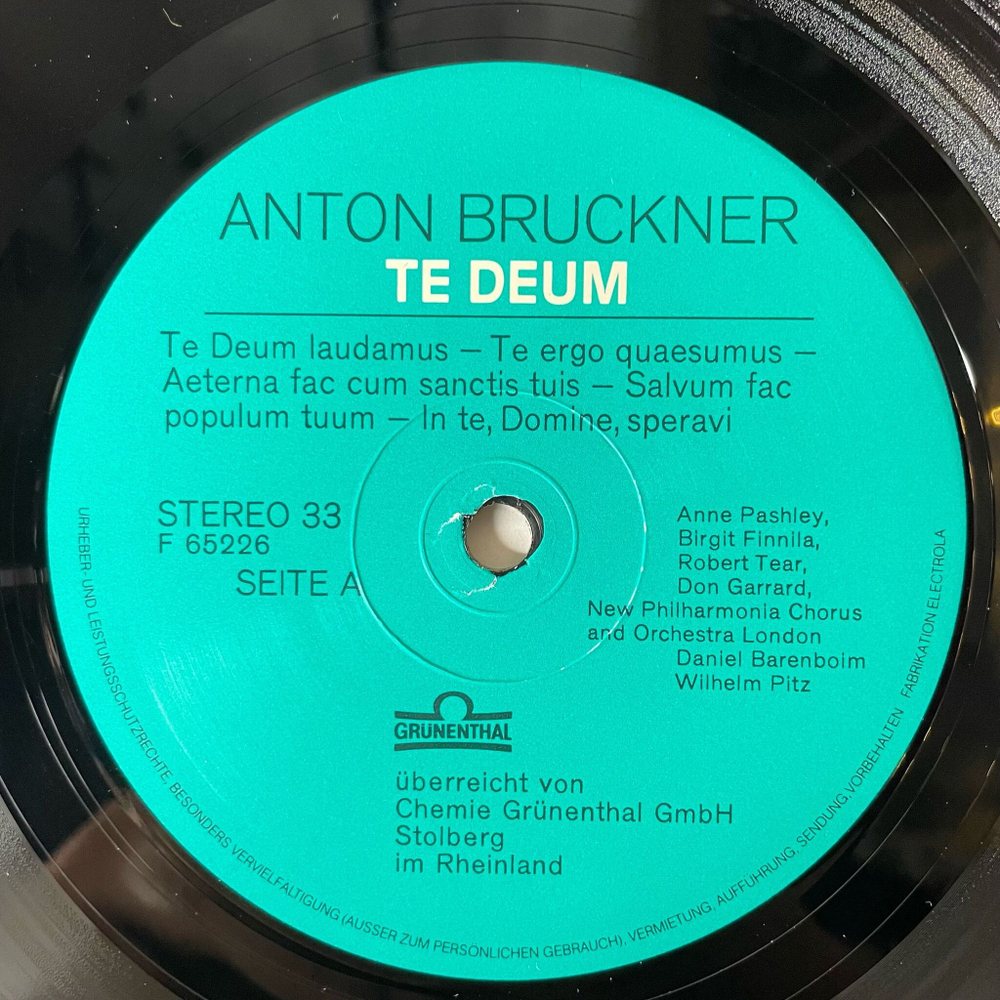 ANTON BRUCKNER
TE DEUM
Te Deum laudamus – Te ergo quaesumus –
Aeterna fac cum sanctis tuis – Salvum fac
populum tuum – In te, Domine, speravi
STEREO 33
F 65226
SEITE A
Anne Pashley,
Birgit Finnila,
Robert Tear,
Don Garrard,
New Philharmonia Chorus
and Orchestra London
Daniel Barenboim
Wilhelm Pitz
GRÜNENTHAL
überreicht von
Chemie Grünenthal GmbH
Stolberg
im Rheinland
URHEBER- UND LEISTUNGSSCHUTZRECHTE, BESONDERS VERVIELFÄLTIGUNG (AUSSER ZUM PERSÖNLICHEN GEBRAUCH), VERMIETUNG, AUFFÜHRUNG, SENDUNG, VORBEHALTEN FABRIKATION ELECTROLA